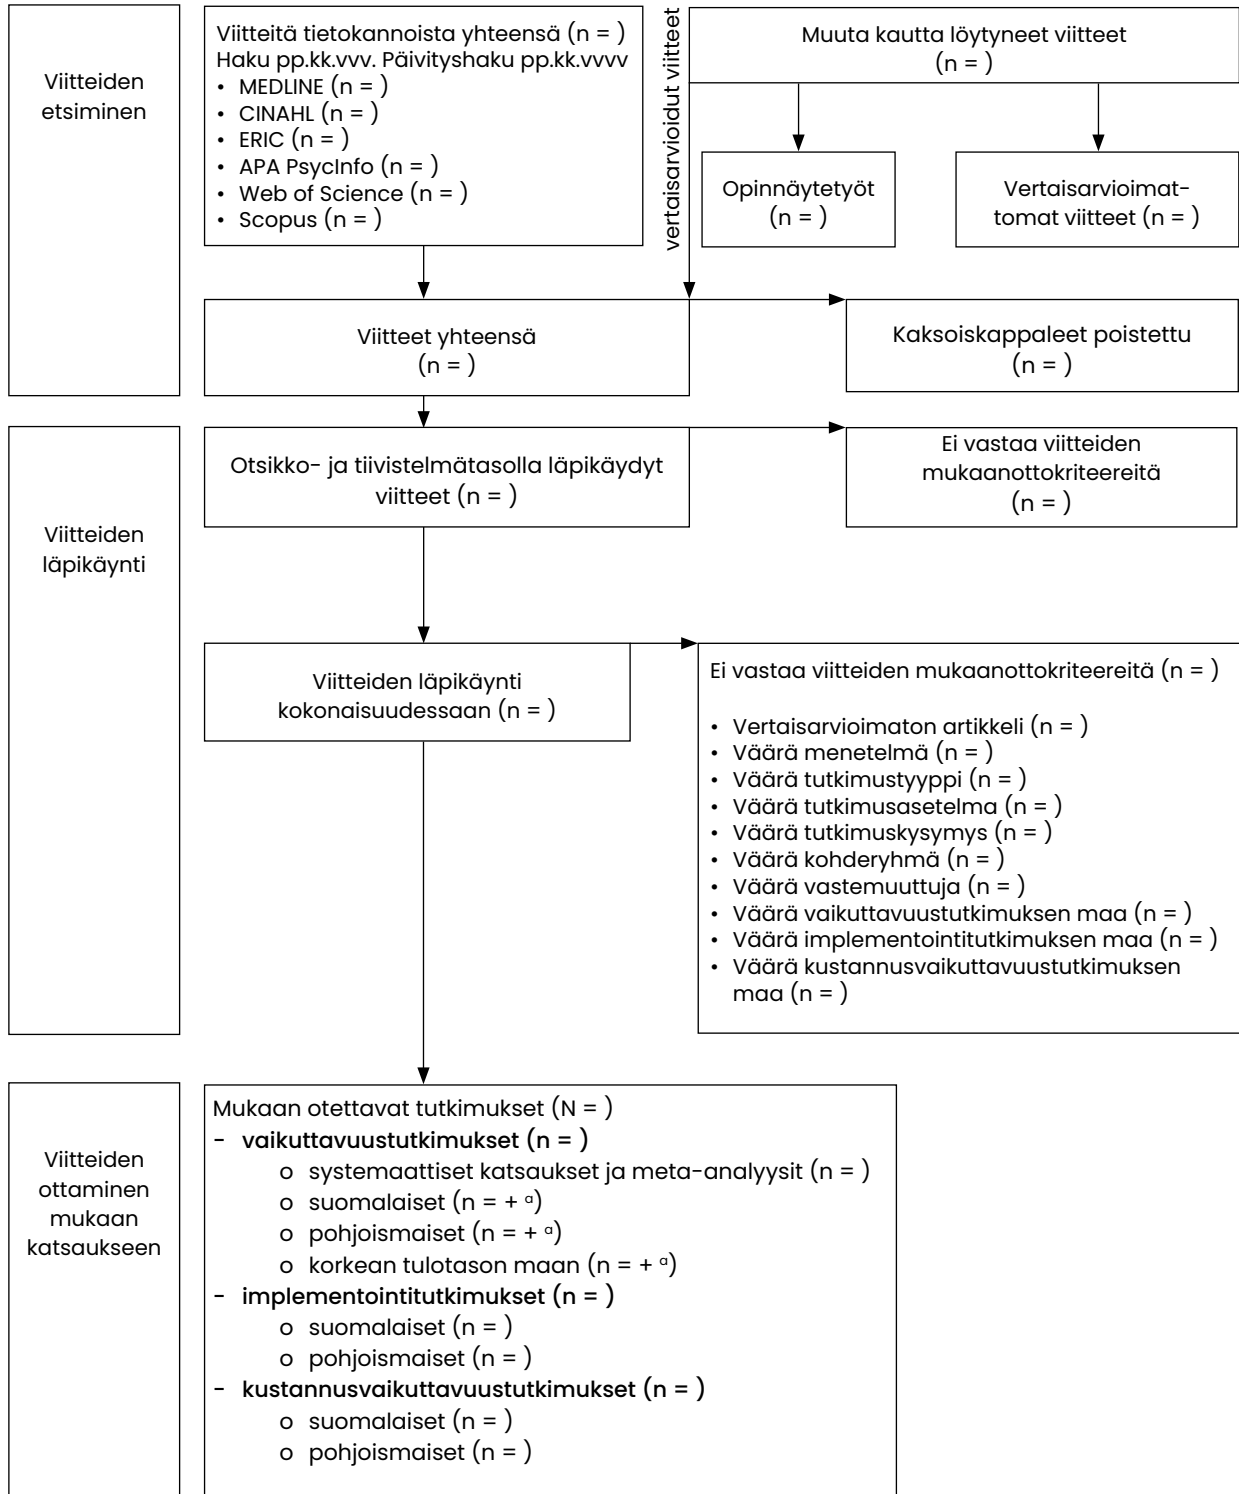 Viitteiden
etsiminen
Viitteitä tietokannoista yhteensä (n = )
Haku pp.kk.vvv. Päivityshaku pp.kk.vvvv
• MEDLINE (n = )
• CINAHL (n = )
• ERIC (n = )
• APA PsycInfo (n = )
• Web of Science (n = )
• Scopus (n = )
vertaisarvioidut viitteet
Muuta kautta löytyneet viitteet
(n = )
Opinnäytetyöt
(n = )
Vertaisarvioimat-
tomat viitteet (n = )
Viitteet yhteensä
(n = )
Kaksoiskappaleet poistettu
(n = )
Viitteiden
läpikäynti
Otsikko- ja tiivistelmätasolla läpikäydyt
viitteet (n = )
Ei vastaa viitteiden
mukaanottokriteereitä
(n = )
Viitteiden läpikäynti
kokonaisuudessaan (n = )
Ei vastaa viitteiden mukaanottokriteereitä (n = )
• Vertaisarvioimaton artikkeli (n = )
• Väärä menetelmä (n = )
• Väärä tutkimustyyppi (n = )
• Väärä tutkimusasetelma (n = )
• Väärä tutkimuskysymys (n = )
• Väärä kohderyhmä (n = )
• Väärä vastemuuttuja (n = )
• Väärä vaikuttavuustutkimuksen maa (n = )
• Väärä implementointitutkimuksen maa (n = )
• Väärä kustannusvaikuttavuustutkimuksen
maa (n = )
Viitteiden
ottaminen
mukaan
katsaukseen
Mukaan otettavat tutkimukset (N = )
- vaikuttavuustutkimukset (n = )
o systemaattiset katsaukset ja meta-analyysit (n = )
o suomalaiset (n = + ᵃ)
o pohjoismaiset (n = + ᵃ)
o korkean tulotason maan (n = + ᵃ)
- implementointitutkimukset (n = )
o suomalaiset (n = )
o pohjoismaiset (n = )
- kustannusvaikuttavuustutkimukset (n = )
o suomalaiset (n = )
o pohjoismaiset (n = )